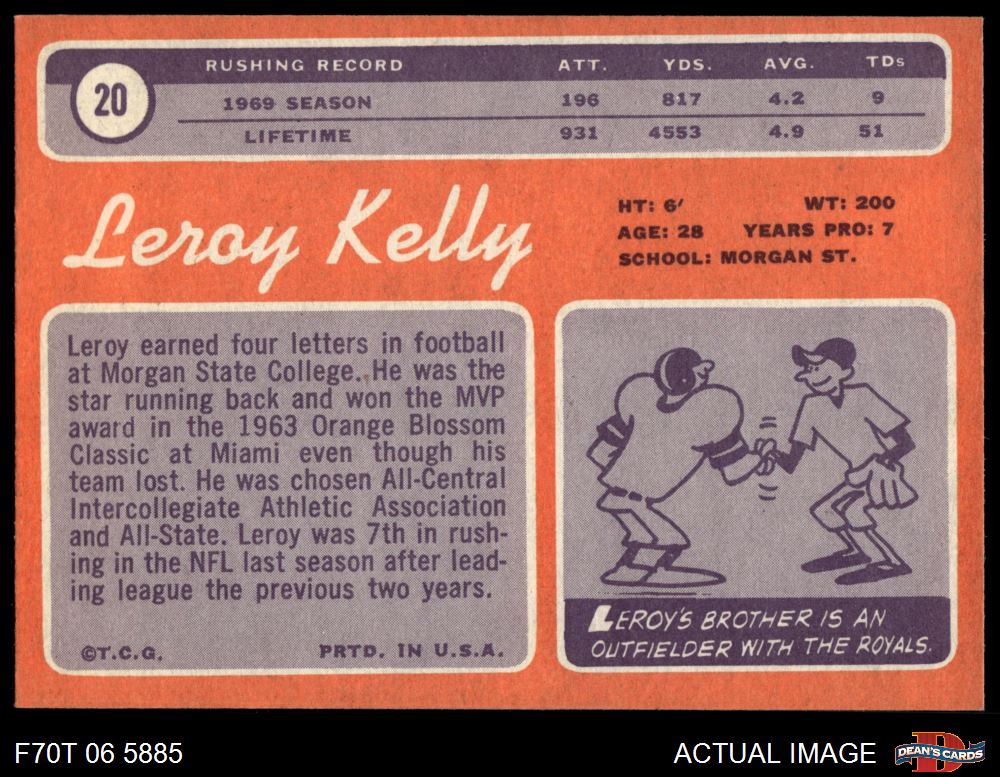 RUSHING RECORD ATT. YDS. AVG. TDs
20
1969 SEASON 196 817 4.2 9
LIFETIME 931 4553 4.9 51
Leroy Kelly
HT: 6' WT: 200
AGE: 28 YEARS PRO: 7
SCHOOL: MORGAN ST.
Leroy earned four letters in football
at Morgan State College. He was the
star running back and won the MVP
award in the 1963 Orange Blossom
Classic at Miami even though his
team lost. He was chosen All-Central
Intercollegiate Athletic Association
and All-State. Leroy was 7th in rush-
ing in the NFL last season after lead-
ing league the previous two years.
©T.C.G. PRTD. IN U.S.A.
LEROY'S BROTHER IS AN
OUTFIELDER WITH THE ROYALS.
F70T 06 5885 ACTUAL IMAGE
D
DEAN'S CARDS